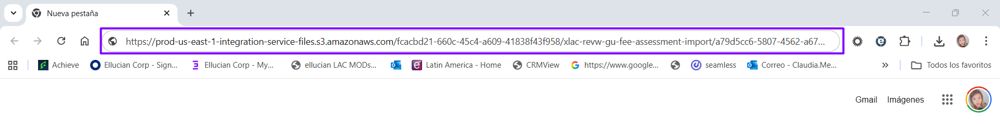 Nueva pestaña
https://prod-us-east-1-integration-service-files.s3.amazonaws.com/fcacbd21-660c-45c4-a609-41838f43f958/xlac-revw-gu-fee-assessment-import/a79d5cc6-5807-4562-a67...
Achieve Ellucian Corp - Sign... Ellucian Corp - My... ellucian LAC MODs... Latin America - Home CRMView https://www.google... seamless Correo - Claudia.Me... Todos los favoritos
Gmail Imágenes